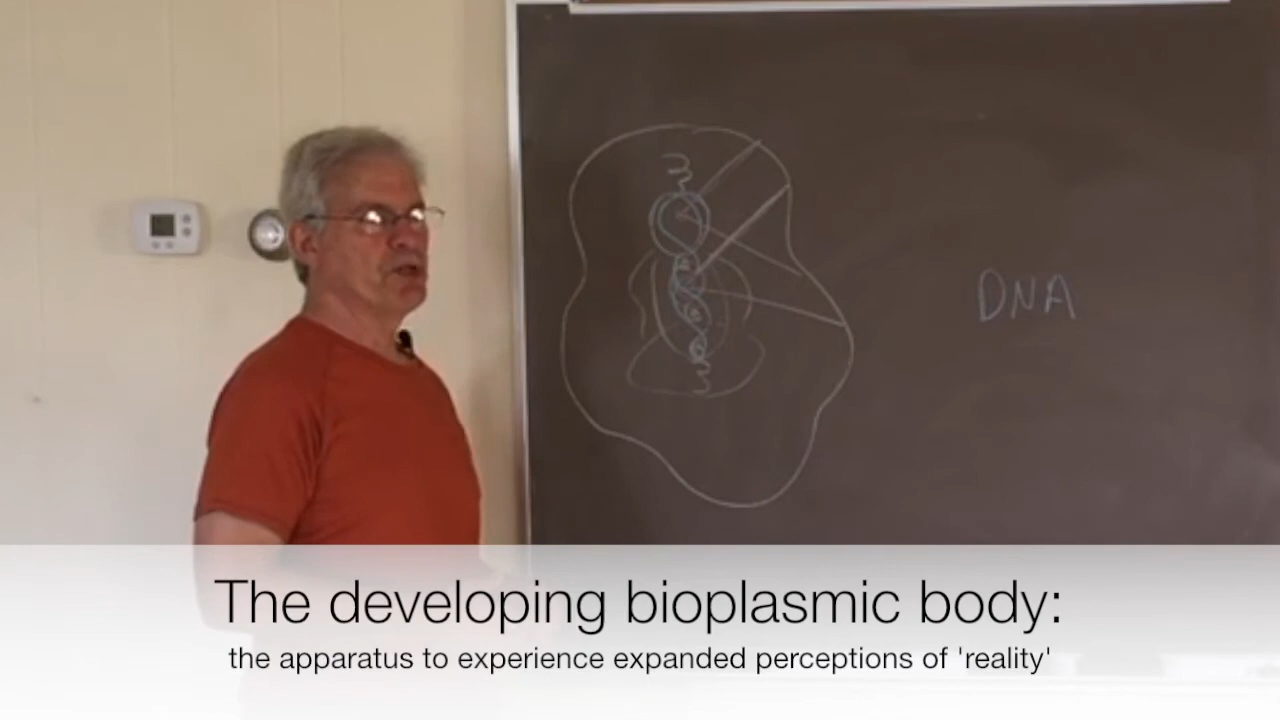 DNA
The developing bioplasmic body:
the apparatus to experience expanded perceptions of 'reality'